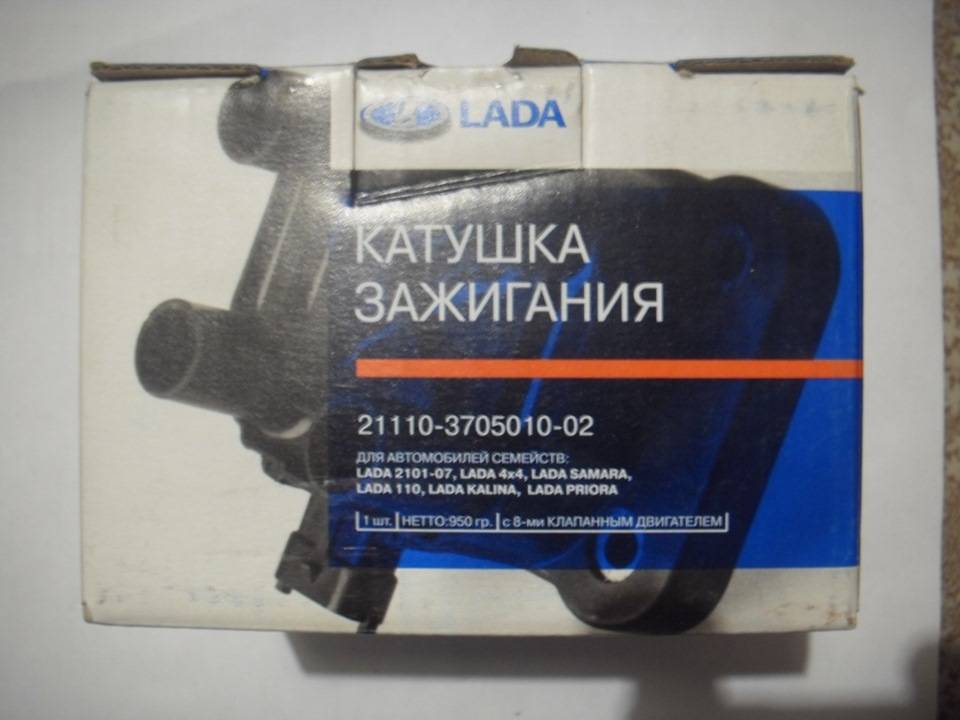 LADA
КАТУШКА
ЗАЖИГАНИЯ
21110-3705010-02
ДЛЯ АВТОМОБИЛЕЙ СЕМЕЙСТВ:
LADA 2101-07, LADA 4x4, LADA SAMARA,
LADA 110, LADA KALINA, LADA PRIORA
1 шт. НЕТТО:950 гр. с 8-ми КЛАПАННЫМ ДВИГАТЕЛЕМ